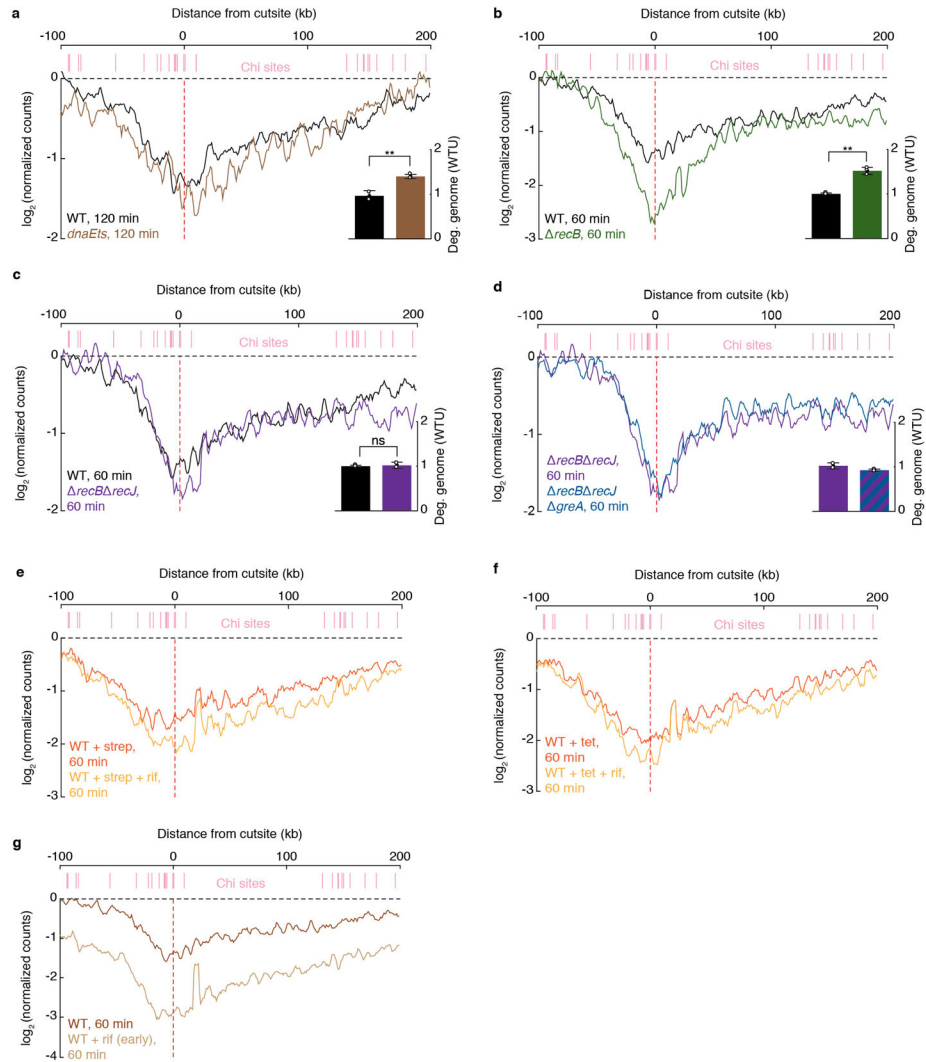 a
Distance from cutsite (kb)
-100 0 100 200
Chi sites
0
-1
-2
log2 (normalized counts)
WT, 120 min
dnaEts, 120 min
**
2
1
0
Deg. genome (WTU)
b
Distance from cutsite (kb)
-100 0 100 200
Chi sites
0
-1
-2
-3
log2 (normalized counts)
WT, 60 min
ΔrecB, 60 min
**
2
1
0
Deg. genome (WTU)
c
Distance from cutsite (kb)
-100 0 100 200
Chi sites
0
-1
-2
log2 (normalized counts)
WT, 60 min
ΔrecBΔrecJ,
60 min
ns
2
1
0
Deg. genome (WTU)
d
Distance from cutsite (kb)
-100 0 100 200
Chi sites
0
-1
-2
log2 (normalized counts)
ΔrecBΔrecJ,
60 min
ΔrecBΔrecJ
ΔgreA, 60 min
2
1
0
Deg. genome (WTU)
e
Distance from cutsite (kb)
-100 0 100 200
Chi sites
0
-1
-2
-3
log2 (normalized counts)
WT + strep,
60 min
WT + strep + rif,
60 min
f
Distance from cutsite (kb)
-100 0 100 200
Chi sites
0
-1
-2
-3
log2 (normalized counts)
WT + tet,
60 min
WT + tet + rif,
60 min
g
Distance from cutsite (kb)
-100 0 100 200
Chi sites
0
-1
-2
-3
-4
log2 (normalized counts)
WT, 60 min
WT + rif (early),
60 min